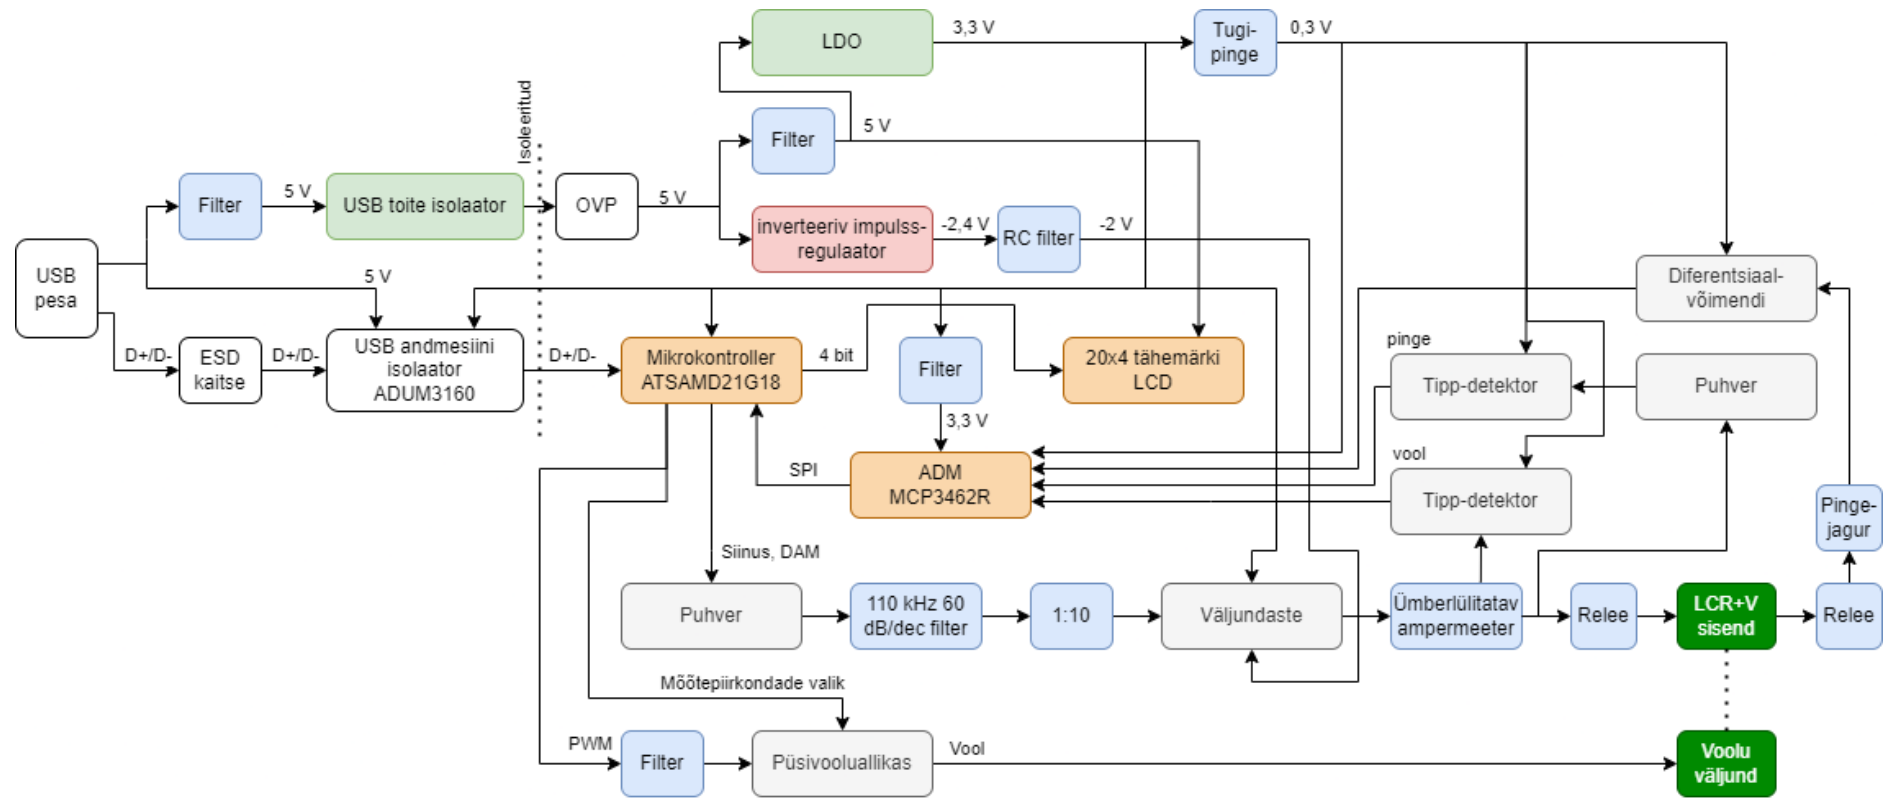 LDO
3,3 V
Tugi-
pinge
0,3 V
Isoleeritud
Filter
5 V
Filter
5 V
USB toite isolaator
OVP
5 V
inverteeriv impulss-
regulaator
-2,4 V
RC filter
-2 V
USB
pesa
5 V
Diferentsiaal-
võimendi
D+/D-
ESD
kaitse
D+/D-
USB andmesiini
isolaator
ADUM3160
D+/D-
Mikrokontroller
ATSAMD21G18
4 bit
Filter
20x4 tähemärki
LCD
pinge
Tipp-detektor
Puhver
3,3 V
SPI
ADM
MCP3462R
vool
Tipp-detektor
Pinge-
jagur
Siinus, DAM
Puhver
110 kHz 60
dB/dec filter
1:10
Väljundaste
Ümberlülitatav
ampermeeter
Relee
LCR+V
sisend
Relee
Mõõtepiirkondade valik
PWM
Filter
Püsivooluallikas
Vool
Voolu
väljund